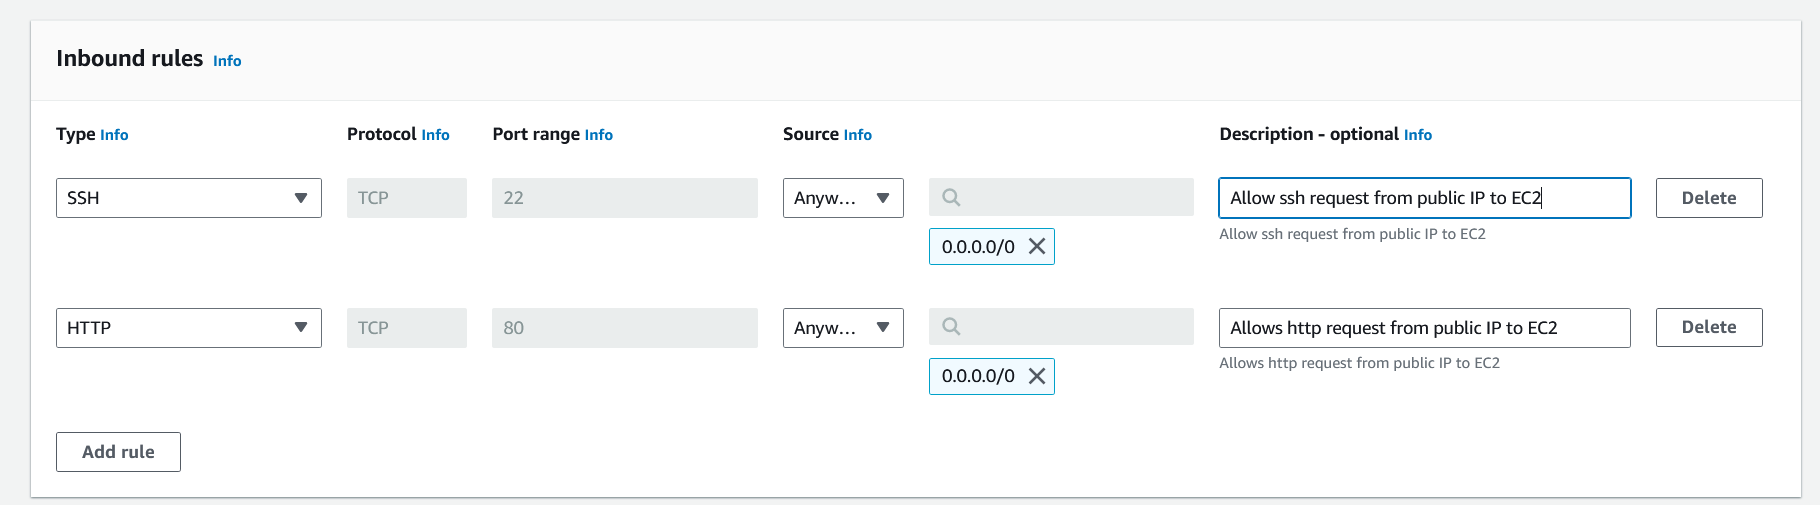 Inbound rules Info
Type Info Protocol Info Port range Info Source Info Description - optional Info
SSH TCP 22 Anyw... Allow ssh request from public IP to EC2 Delete
0.0.0.0/0 Allow ssh request from public IP to EC2
HTTP TCP 80 Anyw... Allows http request from public IP to EC2 Delete
0.0.0.0/0 Allows http request from public IP to EC2
Add rule